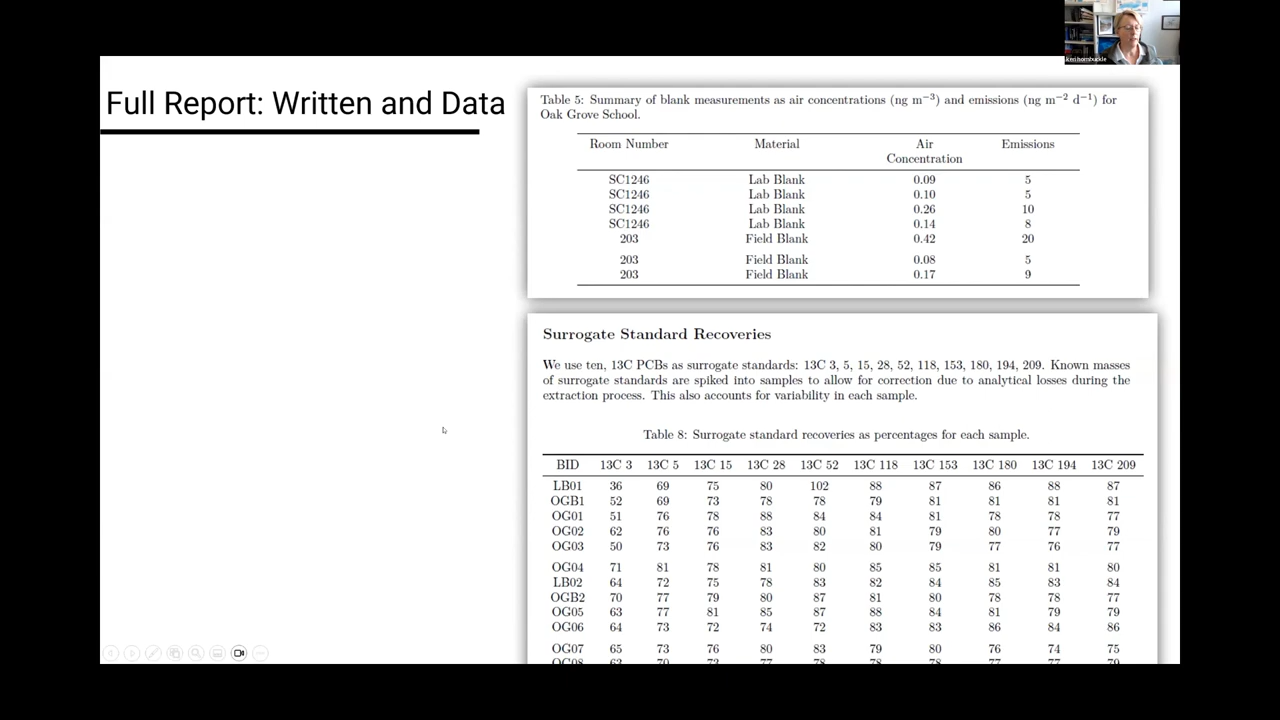 Full Report: Written and Data
Table 5: Summary of blank measurements as air concentrations (ng m⁻³) and emissions (ng m⁻² d⁻¹) for
Oak Grove School.
Room Number Material Air Emissions
Concentration
SC1246 Lab Blank 0.09 5
SC1246 Lab Blank 0.10 5
SC1246 Lab Blank 0.26 10
SC1246 Lab Blank 0.14 8
203 Field Blank 0.42 20
203 Field Blank 0.08 5
203 Field Blank 0.17 9
Surrogate Standard Recoveries
We use ten, 13C PCBs as surrogate standards: 13C 3, 5, 15, 28, 52, 118, 153, 180, 194, 209. Known masses
of surrogate standards are spiked into samples to allow for correction due to analytical losses during the
extraction process. This also accounts for variability in each sample.
Table 8: Surrogate standard recoveries as percentages for each sample.
BID 13C 3 13C 5 13C 15 13C 28 13C 52 13C 118 13C 153 13C 180 13C 194 13C 209
LB01 36 69 75 80 102 88 87 86 88 87
OGB1 52 69 73 78 78 79 81 81 81 81
OG01 51 76 78 88 84 84 81 78 78 77
OG02 62 76 76 83 80 81 79 80 77 79
OG03 50 73 76 83 82 80 79 77 76 77
OG04 71 81 78 81 80 85 85 81 81 80
LB02 64 72 75 78 83 82 84 85 83 84
OGB2 70 77 79 80 87 81 80 78 78 77
OG05 63 77 81 85 87 88 84 81 79 79
OG06 64 73 72 74 72 83 83 86 84 86
OG07 65 73 76 80 83 79 80 76 74 75